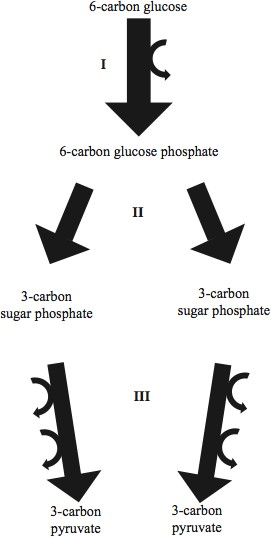 6-carbon glucose
I
6-carbon glucose phosphate
II
3-carbon
sugar phosphate
3-carbon
sugar phosphate
III
3-carbon
pyruvate
3-carbon
pyruvate